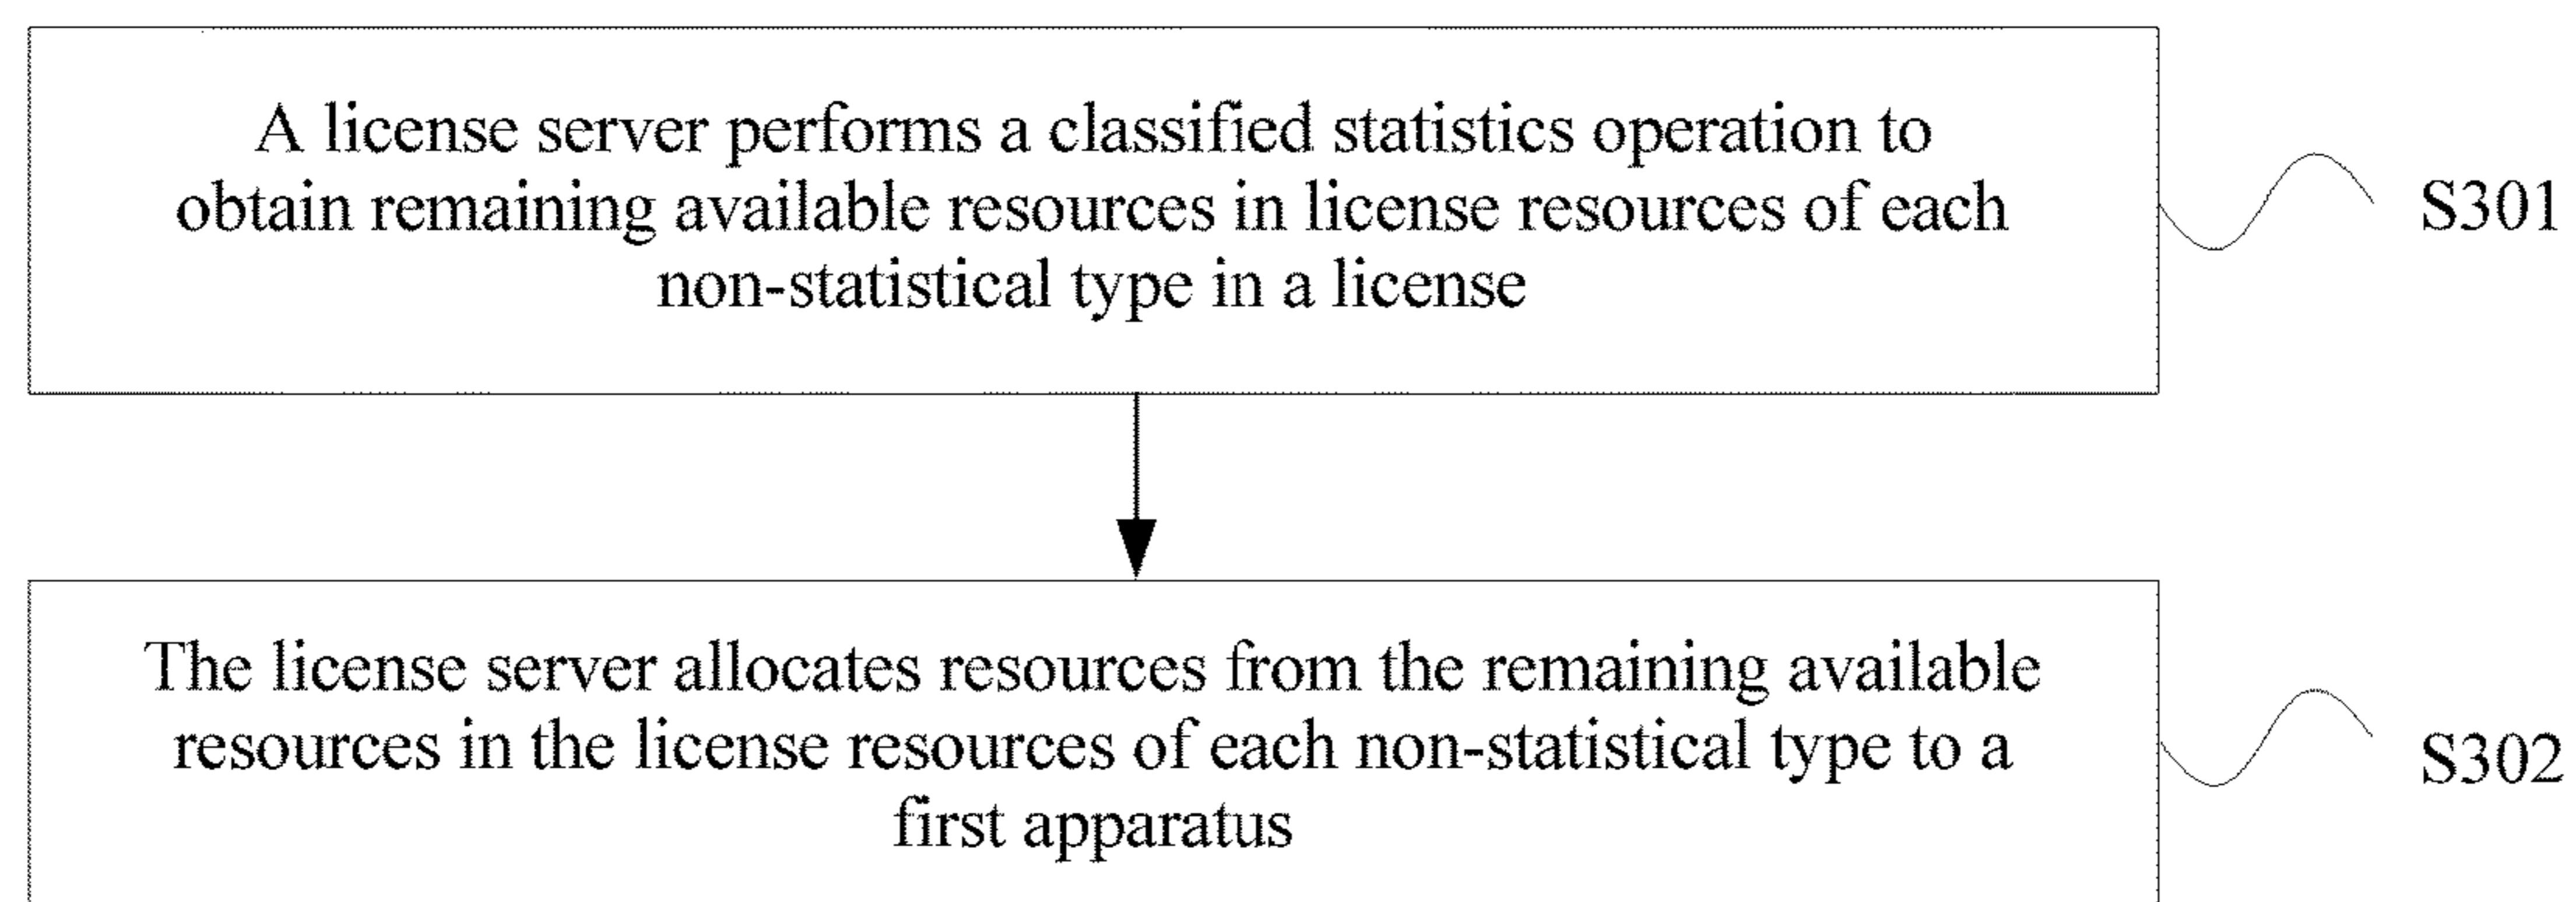 A license server performs a classified statistics operation to
obtain remaining available resources in license resources of each
non-statistical type in a license
S301
The license server allocates resources from the remaining available
resources in the license resources of each non-statistical type to a
first apparatus
S302